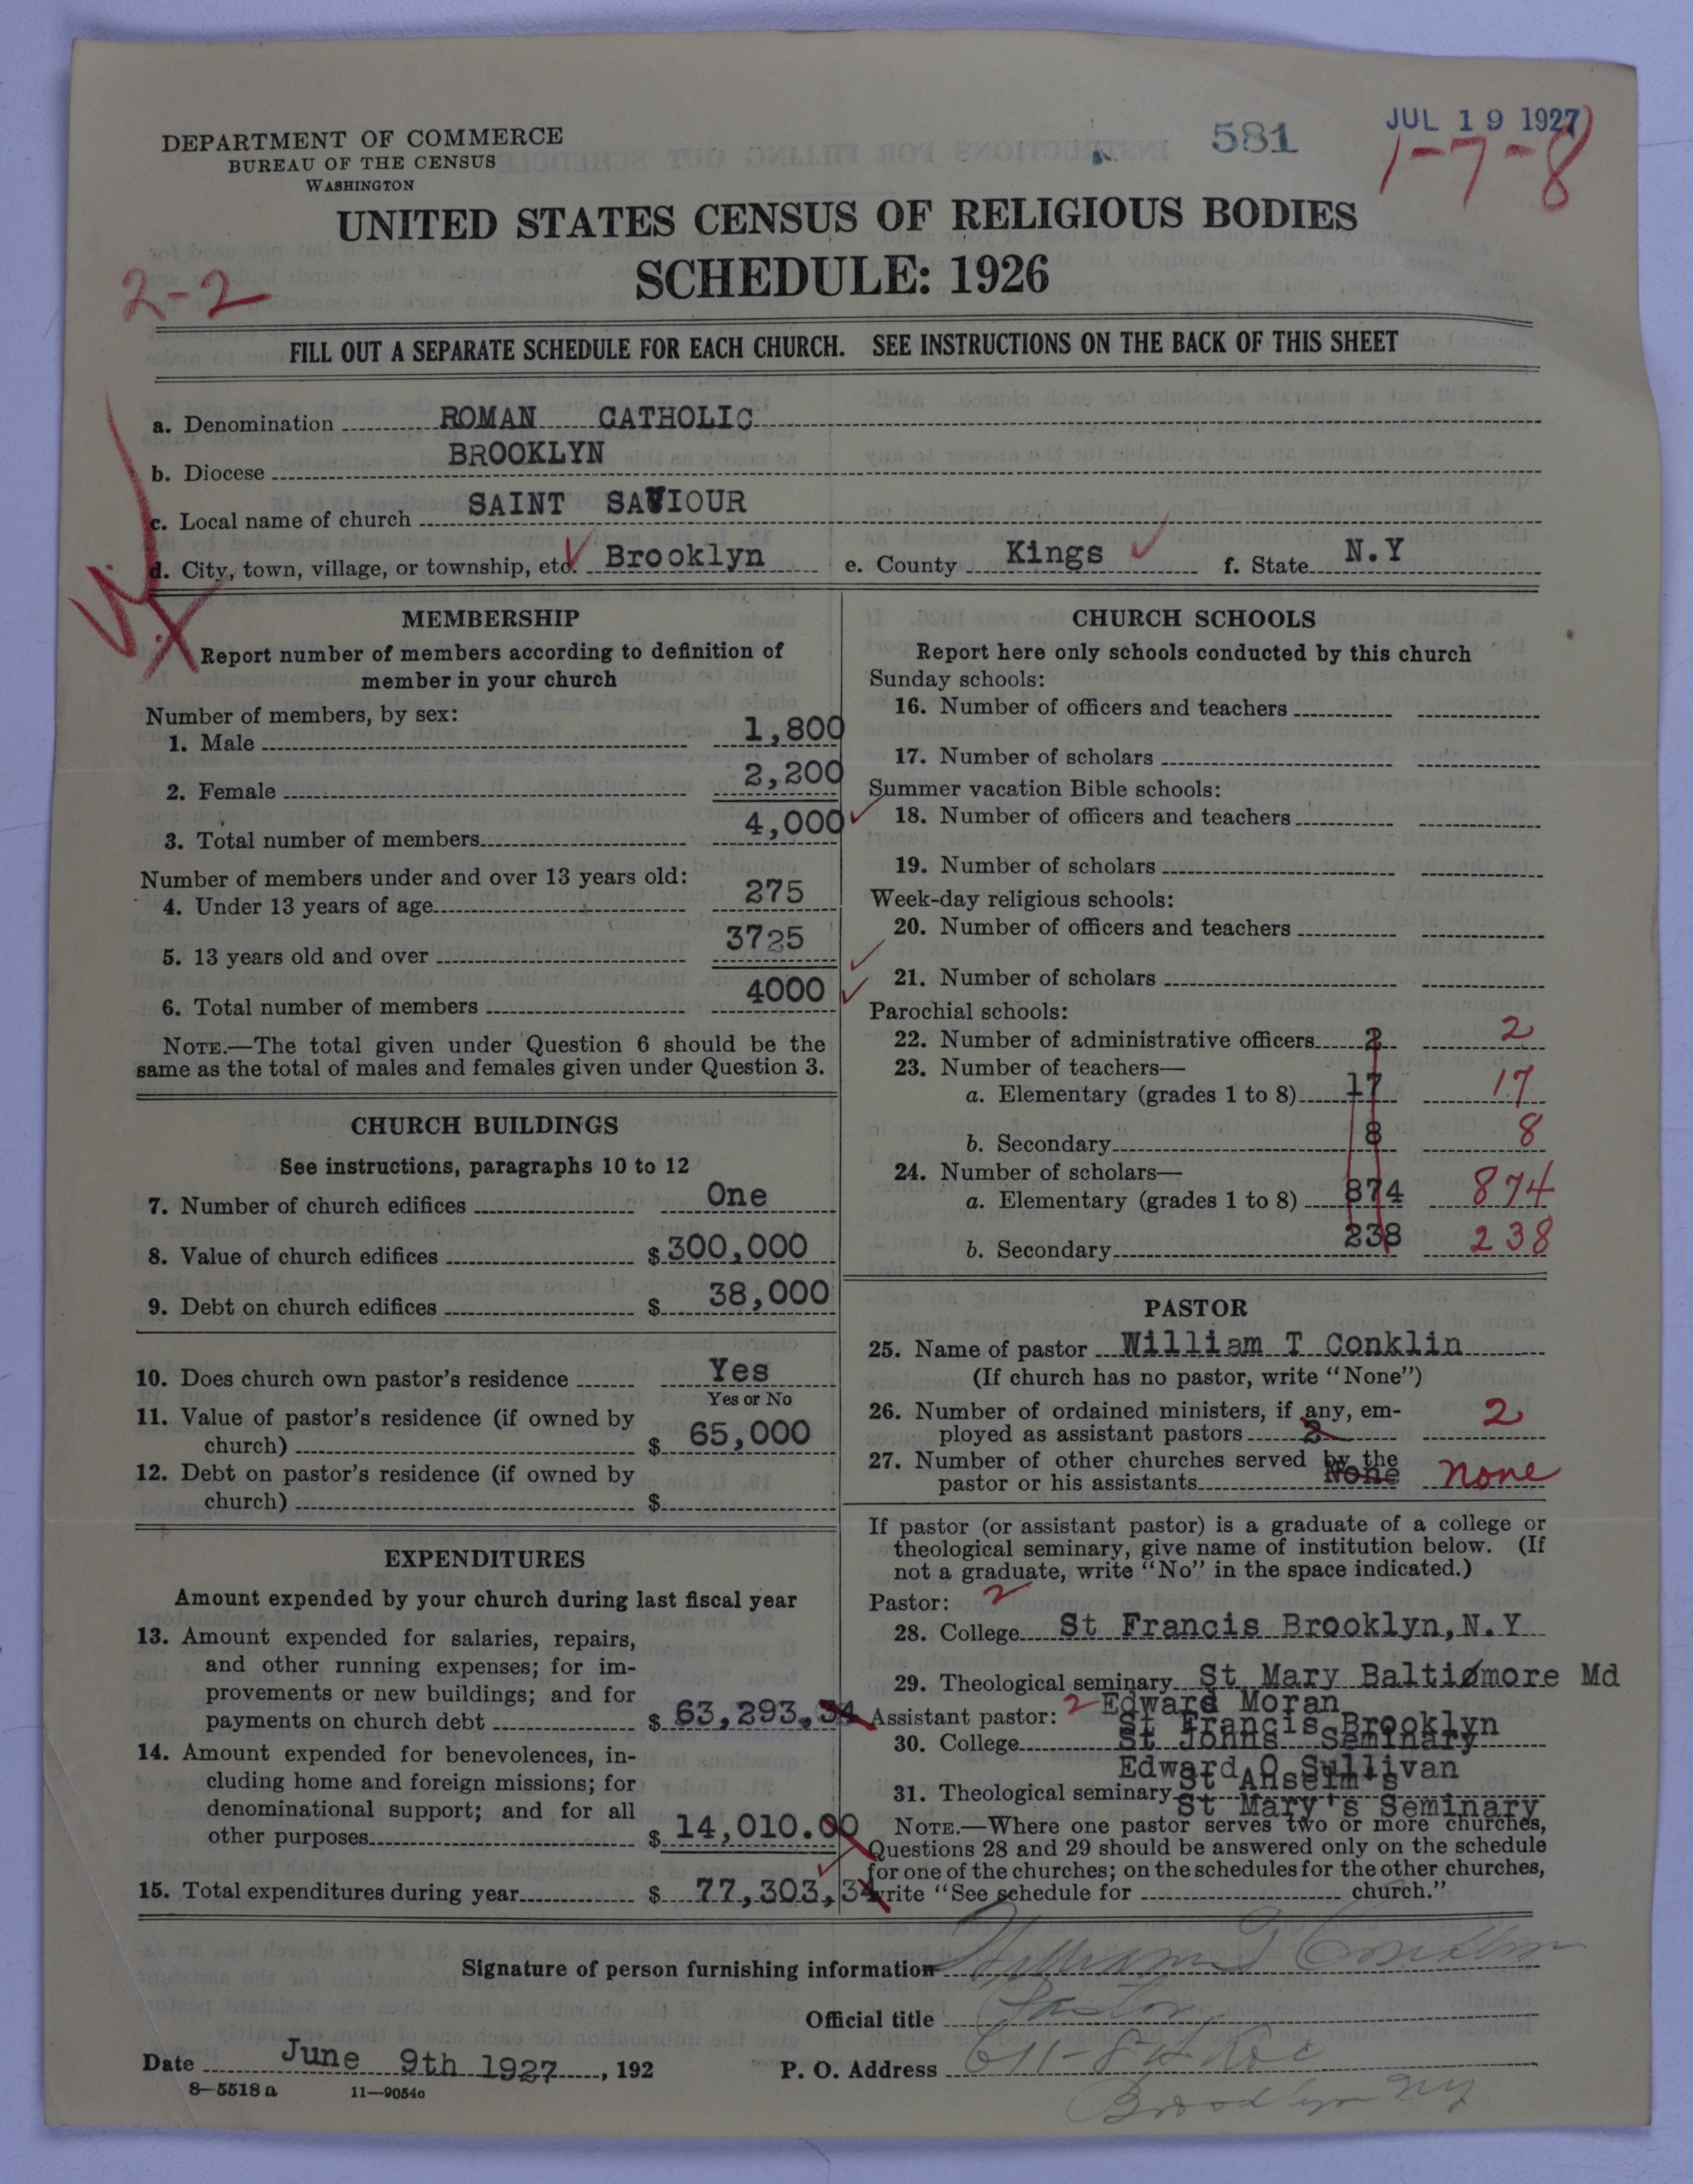 JUL 19 1927
581
1-7-8
DEPARTMENT OF COMMERCE
BUREAU OF THE CENSUS
WASHINGTON
UNITED STATES CENSUS OF RELIGIOUS BODIES
SCHEDULE: 1926
2-2
FILL OUT A SEPARATE SCHEDULE FOR EACH CHURCH. SEE INSTRUCTIONS ON THE BACK OF THIS SHEET
a. Denomination ROMAN CATHOLIC
b. Diocese BROOKLYN
c. Local name of church SAINT SAVIOUR
d. City, town, village, or township, etc. Brooklyn e. County Kings f. State N.Y
MEMBERSHIP
Report number of members according to definition of
member in your church
Number of members, by sex:
1. Male 1,800
2. Female 2,200
3. Total number of members 4,000
Number of members under and over 13 years old:
4. Under 13 years of age 275
5. 13 years old and over 3725
6. Total number of members 4000
NOTE.—The total given under Question 6 should be the
same as the total of males and females given under Question 3.
CHURCH BUILDINGS
See instructions, paragraphs 10 to 12
7. Number of church edifices One
8. Value of church edifices $ 300,000
9. Debt on church edifices $ 38,000
10. Does church own pastor's residence Yes
Yes or No
11. Value of pastor's residence (if owned by
church) $ 65,000
12. Debt on pastor's residence (if owned by
church) $
EXPENDITURES
Amount expended by your church during last fiscal year
13. Amount expended for salaries, repairs,
and other running expenses; for im-
provements or new buildings; and for
payments on church debt $ 63,293,34
14. Amount expended for benevolences, in-
cluding home and foreign missions; for
denominational support; and for all
other purposes $ 14,010.00
15. Total expenditures during year $ 77,303,34
CHURCH SCHOOLS
Report here only schools conducted by this church
Sunday schools:
16. Number of officers and teachers
17. Number of scholars
Summer vacation Bible schools:
18. Number of officers and teachers
19. Number of scholars
Week-day religious schools:
20. Number of officers and teachers
21. Number of scholars
Parochial schools:
22. Number of administrative officers 2 2
23. Number of teachers—
a. Elementary (grades 1 to 8) 17 17
b. Secondary 8 8
24. Number of scholars—
a. Elementary (grades 1 to 8) 874 874
b. Secondary 238 238
PASTOR
25. Name of pastor William T Conklin
(If church has no pastor, write "None")
26. Number of ordained ministers, if any, em-
ployed as assistant pastors 2 2
27. Number of other churches served by the
pastor or his assistants None none
If pastor (or assistant pastor) is a graduate of a college or
theological seminary, give name of institution below. (If
not a graduate, write "No" in the space indicated.)
Pastor: 2
28. College St Francis Brooklyn, N.Y
29. Theological seminary St Mary Baltimore Md
Assistant pastor: 2 Edward Moran
St Francis Brooklyn
30. College St Johns Seminary
Edward O Sullivan
31. Theological seminary St Anselm's
St Mary's Seminary
NOTE.—Where one pastor serves two or more churches,
Questions 28 and 29 should be answered only on the schedule
for one of the churches; on the schedules for the other churches,
write "See schedule for church."
Signature of person furnishing information William T Conklin
Official title Pastor
Date June 9th 1927, 192 P. O. Address 611-8th Ave
Brooklyn NY
8-5518a 11-9054c